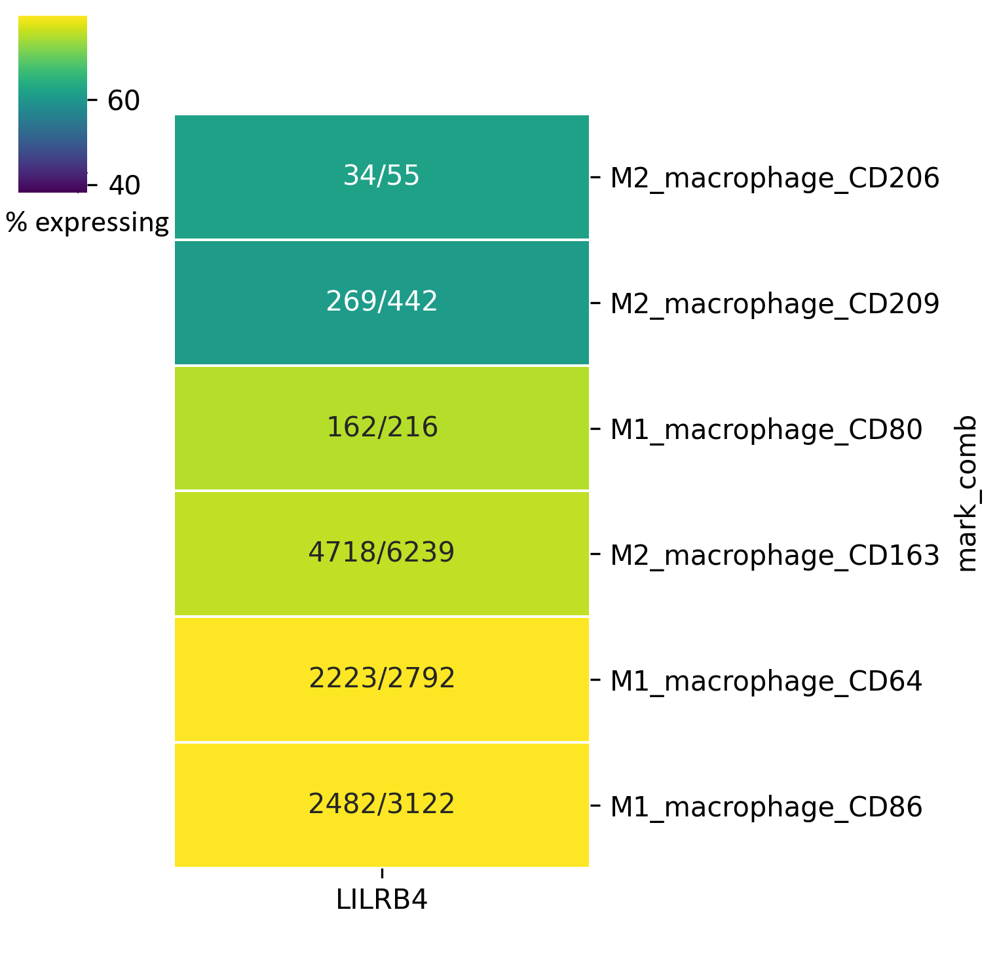 60
40
% expressing
34/55
M2_macrophage_CD206
269/442
M2_macrophage_CD209
162/216
M1_macrophage_CD80
4718/6239
M2_macrophage_CD163
2223/2792
M1_macrophage_CD64
2482/3122
M1_macrophage_CD86
mark_comb
LILRB4